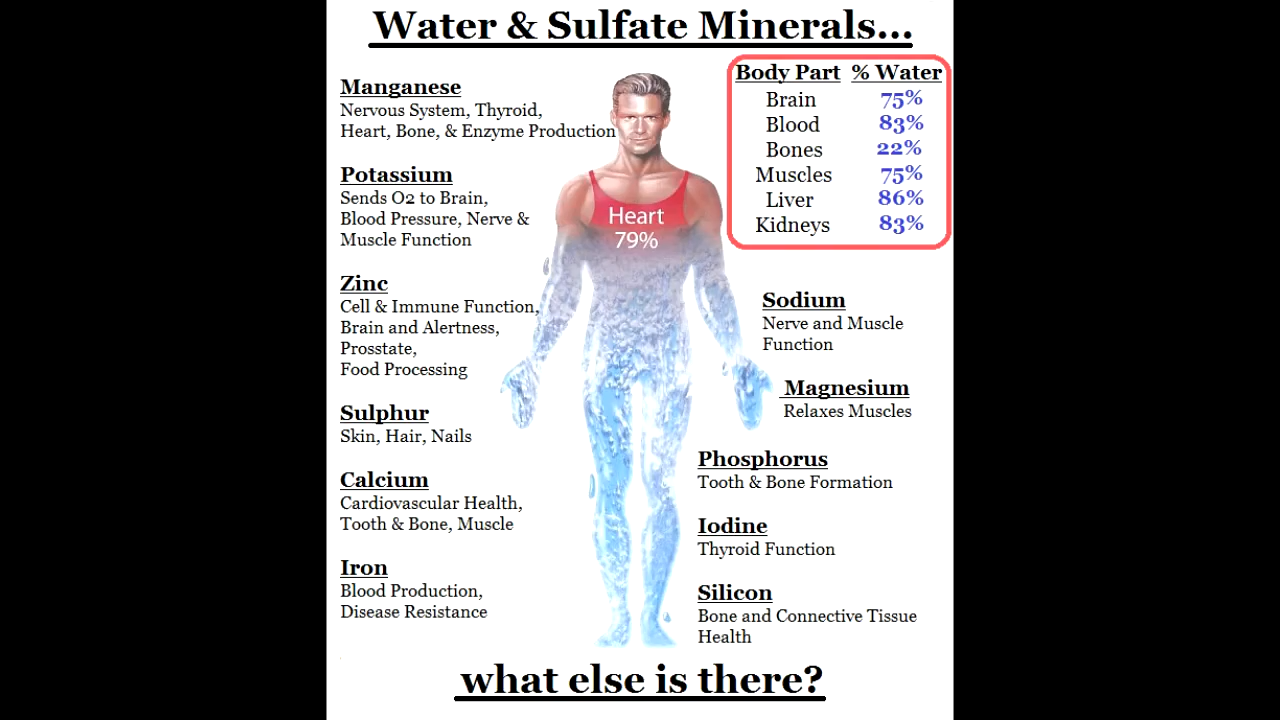 Water & Sulfate Minerals...
Manganese
Nervous System, Thyroid,
Heart, Bone, & Enzyme Production
Potassium
Sends O2 to Brain,
Blood Pressure, Nerve &
Muscle Function
Zinc
Cell & Immune Function,
Brain and Alertness,
Prosstate,
Food Processing
Sulphur
Skin, Hair, Nails
Calcium
Cardiovascular Health,
Tooth & Bone, Muscle
Iron
Blood Production,
Disease Resistance
Heart
79%
Body Part % Water
Brain 75%
Blood 83%
Bones 22%
Muscles 75%
Liver 86%
Kidneys 83%
Sodium
Nerve and Muscle
Function
Magnesium
Relaxes Muscles
Phosphorus
Tooth & Bone Formation
Iodine
Thyroid Function
Silicon
Bone and Connective Tissue
Health
what else is there?